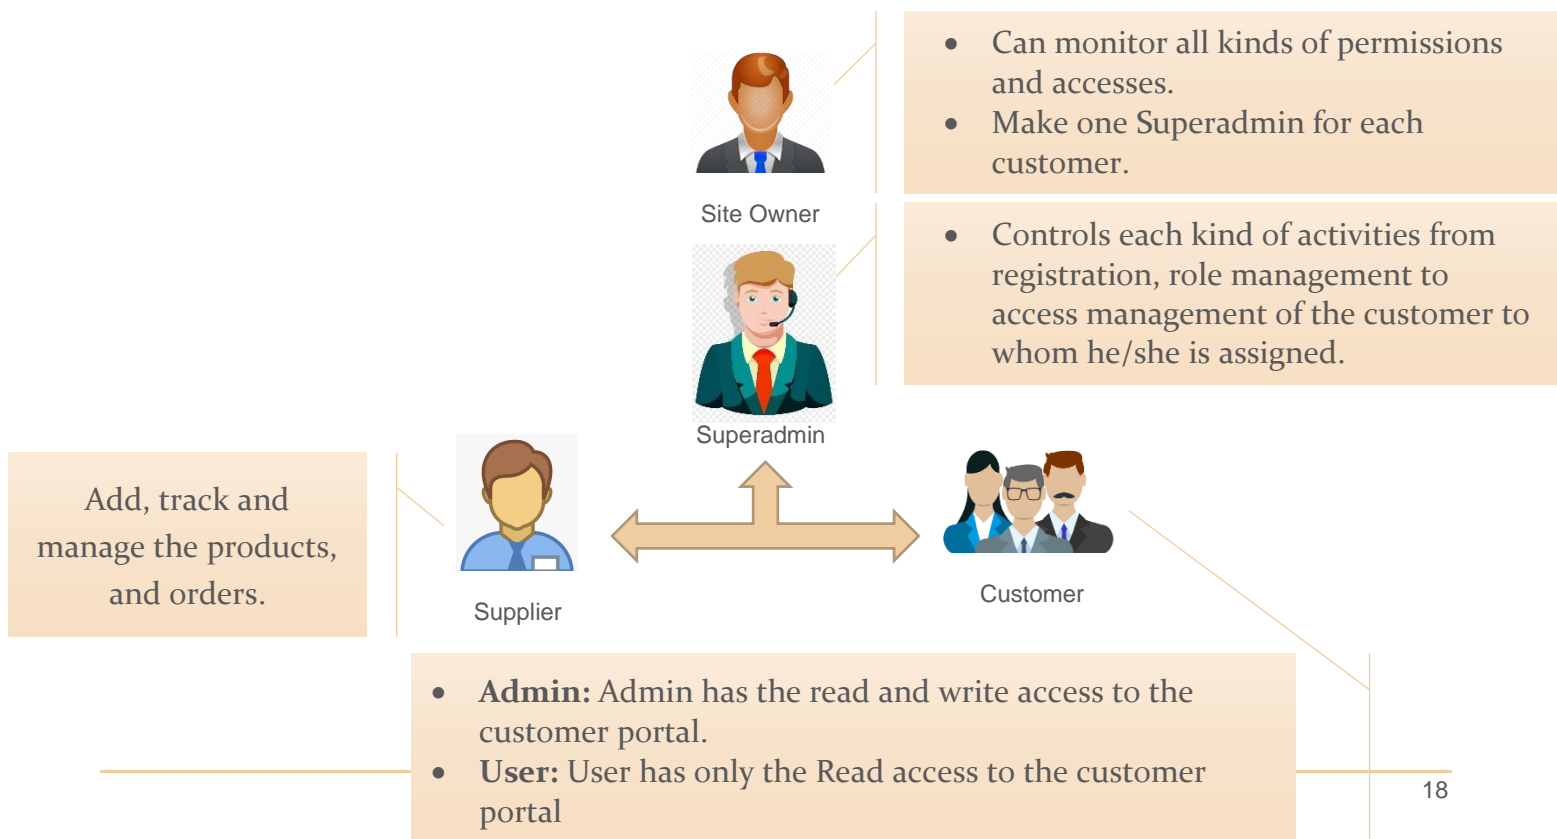 • Can monitor all kinds of permissions
and accesses.
• Make one Superadmin for each
customer.
Site Owner
• Controls each kind of activities from
registration, role management to
access management of the customer to
whom he/she is assigned.
Superadmin
Add, track and
manage the products,
and orders.
Supplier
Customer
• Admin: Admin has the read and write access to the
customer portal.
• User: User has only the Read access to the customer
portal
18